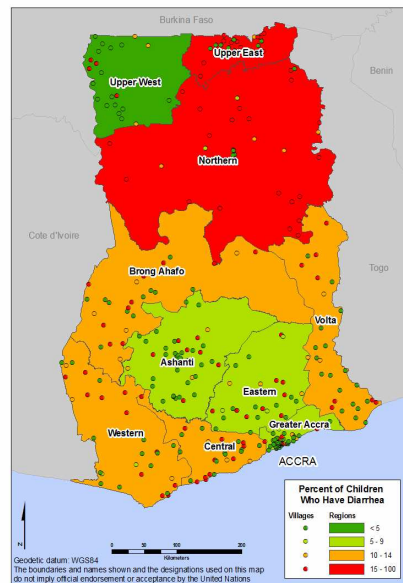 Burkina Faso
Upper East
Benin
Upper West
Northern
Cote d'Ivoire
Togo
Brong Ahafo
Volta
Ashanti
Eastern
Greater Accra
Western
Central
ACCRA
Percent of Children
Who Have Diarrhea
Villages Regions
< 5
5 - 9
10 - 14
15 - 100
N
0 50 100 200
Kilometers
Geodetic datum: WGS84
The boundaries and names shown and the designations used on this map
do not imply official endorsement or acceptance by the United Nations